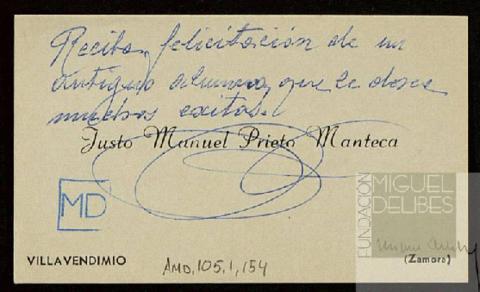 Reciba felicitación de un
antiguo alumno, que le desea
muchos exitos.
Justo Manuel Prieto Manteca
MD
FUNDACIÓN
MIGUEL
DELIBES
VILLAVENDIMIO
AMD,105,1,154
(Zamora)